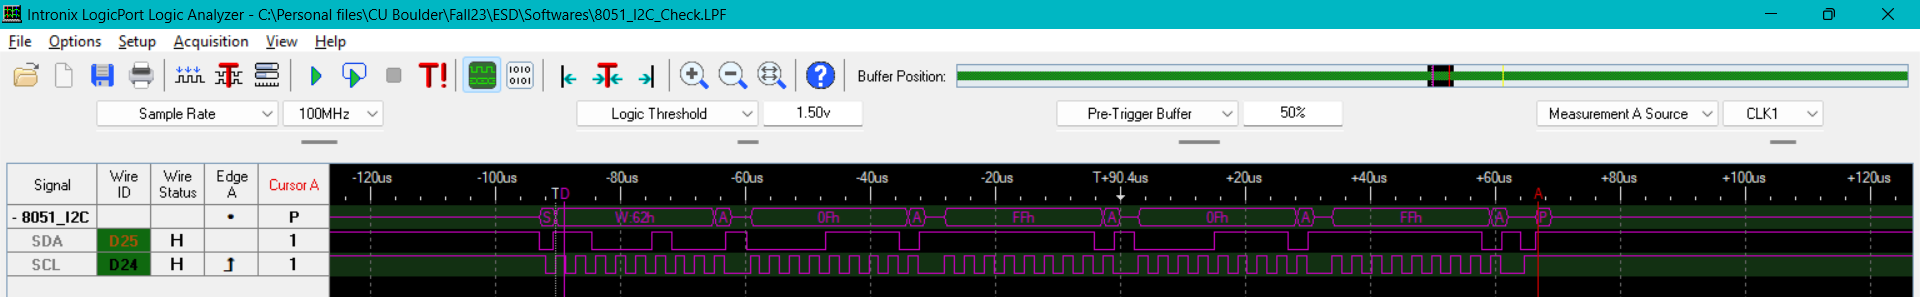 Intronix LogicPort Logic Analyzer - C:\Personal files\CU Boulder\Fall23\ESD\Softwares\8051_I2C_Check.LPF
File Options Setup Acquisition View Help
T! 1010 0101 ? Buffer Position:
Sample Rate 100MHz Logic Threshold 1.50v Pre-Trigger Buffer 50% Measurement A Source CLK1
Signal Wire ID Wire Status Edge A Cursor A
-120us -100us -80us -60us -40us -20us T+90.4us +20us +40us +60us +80us +100us +120us
T D A
- 8051_I2C P S W:62h A 0Fh A FFh A 0Fh A FFh A P
SDA D25 H 1
SCL D24 H 1